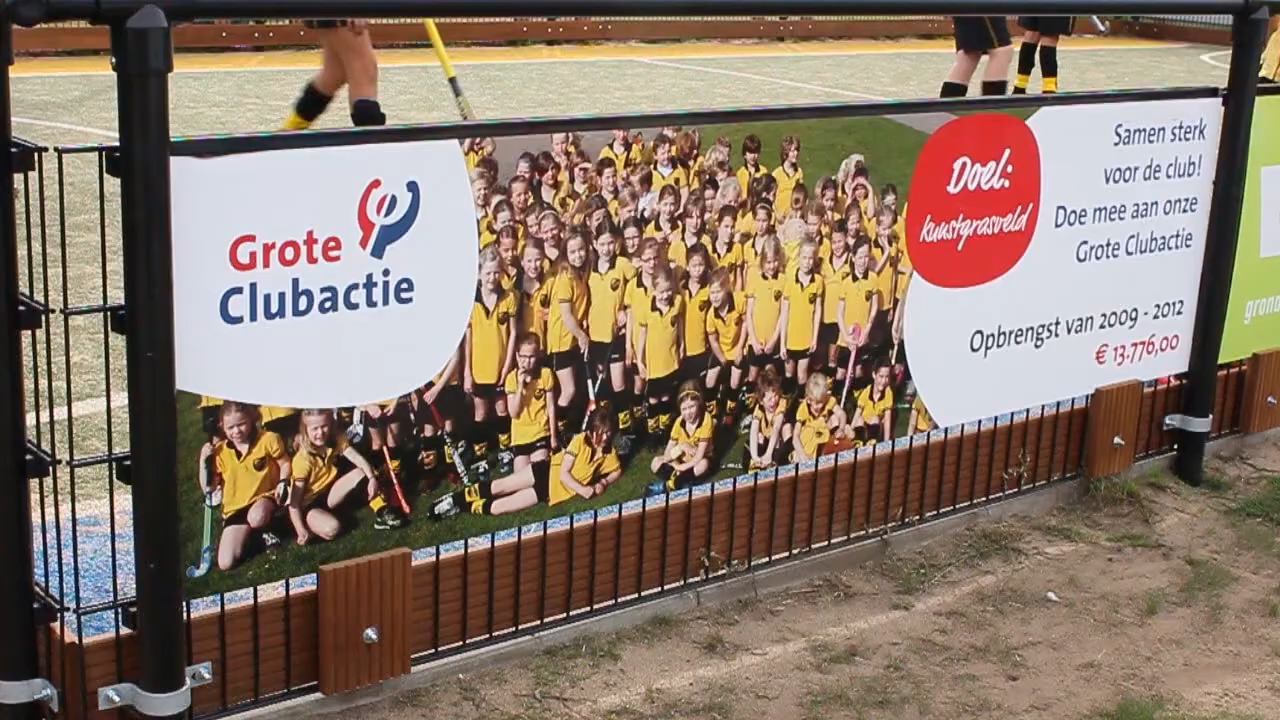 Grote
Clubactie
Doel:
kunstgrasveld
Samen sterk
voor de club!
Doe mee aan onze
Grote Clubactie
Opbrengst van 2009 - 2012
€ 13.776,00